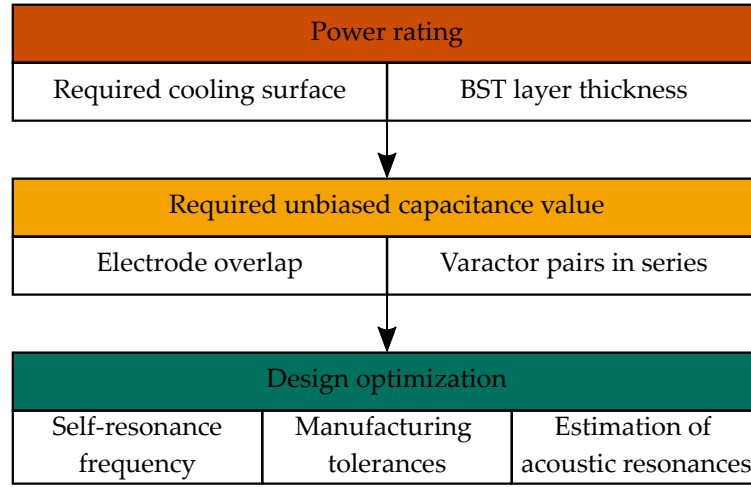 Power rating
Required cooling surface
BST layer thickness
Required unbiased capacitance value
Electrode overlap
Varactor pairs in series
Design optimization
Self-resonance
frequency
Manufacturing
tolerances
Estimation of
acoustic resonances